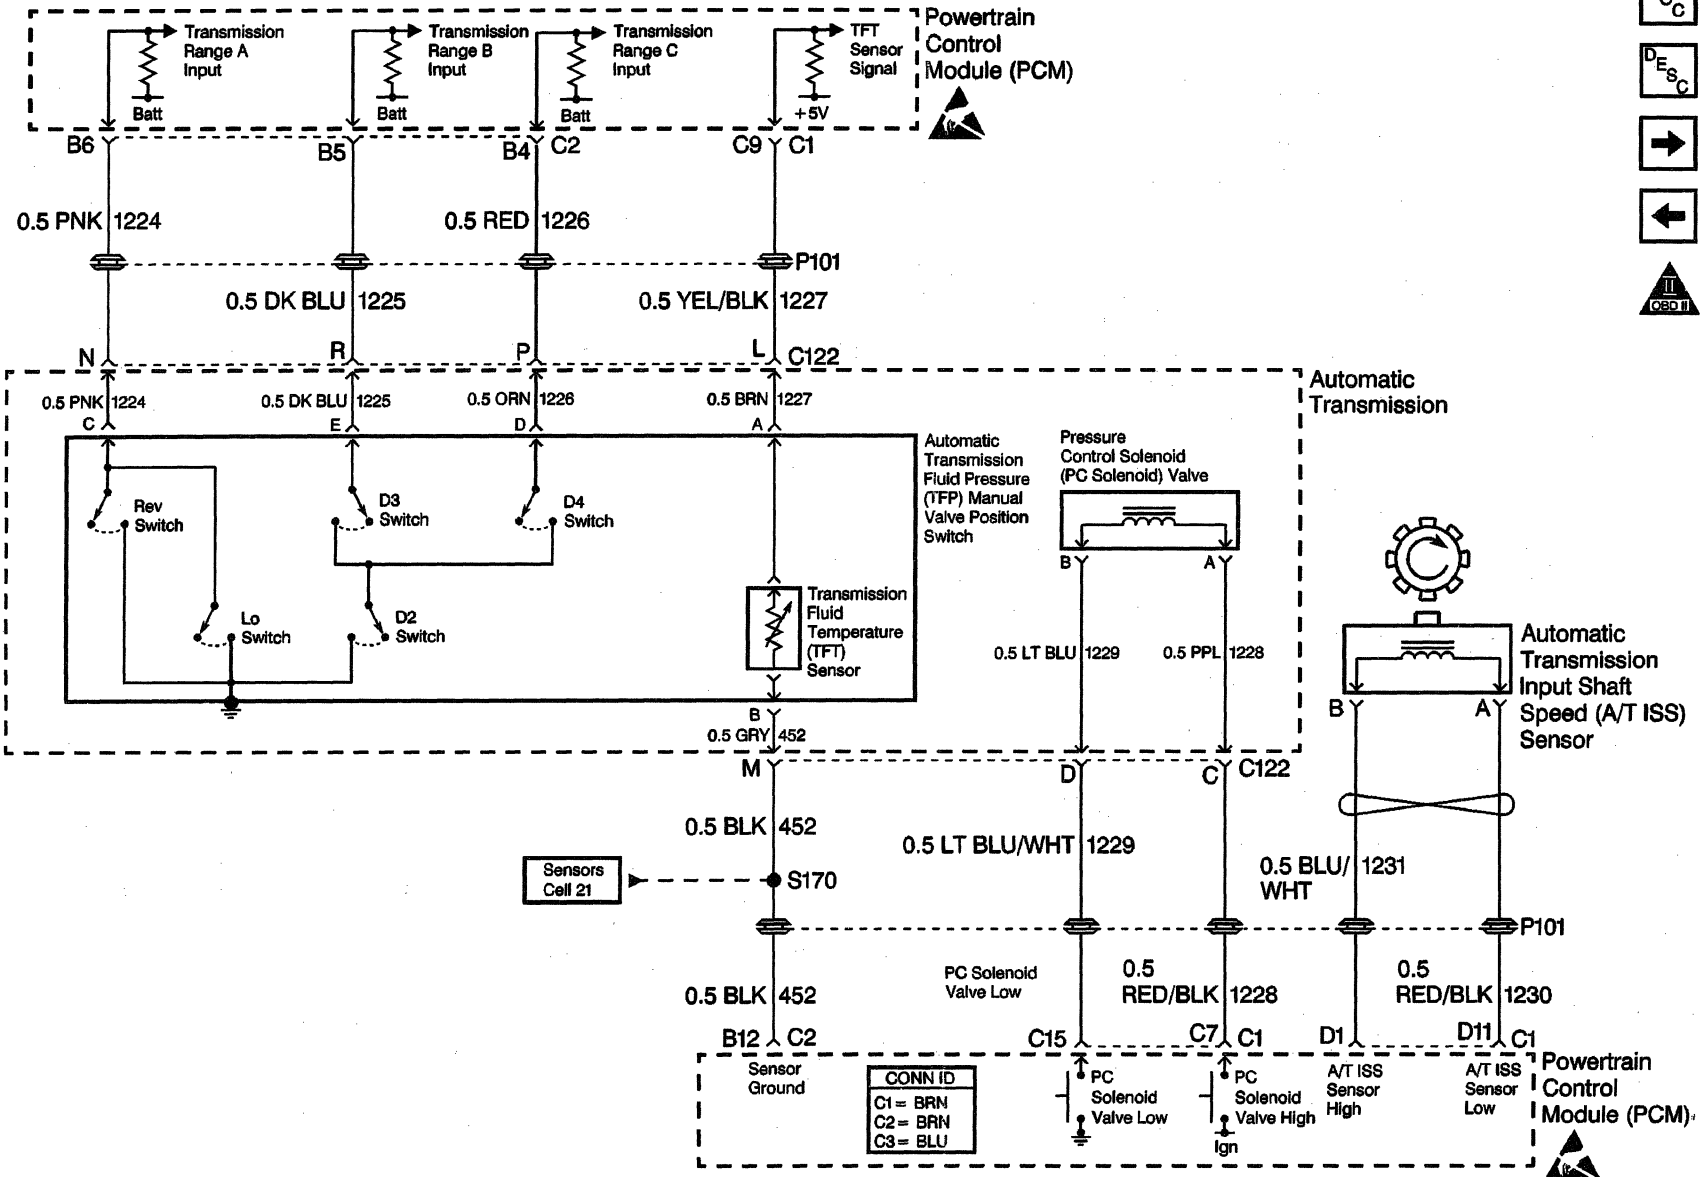 Transmission
Range A
Input
Batt
Transmission
Range B
Input
Batt
Transmission
Range C
Input
Batt
TFT
Sensor
Signal
+5V
Powertrain
Control
Module (PCM)
C
DESC
II
OBD II
B6
B5
B4
C2
C9
C1
0.5 PNK
1224
0.5 RED
1226
P101
0.5 DK BLU
1225
0.5 YEL/BLK
1227
N
R
P
L
C122
Automatic
Transmission
0.5 PNK
1224
0.5 DK BLU
1225
0.5 ORN
1226
0.5 BRN
1227
C
E
D
A
Rev
Switch
D3
Switch
D4
Switch
Lo
Switch
D2
Switch
Automatic
Transmission
Fluid Pressure
(TFP) Manual
Valve Position
Switch
Transmission
Fluid
Temperature
(TFT)
Sensor
Pressure
Control Solenoid
(PC Solenoid) Valve
B
A
0.5 LT BLU
1229
0.5 PPL
1228
Automatic
Transmission
Input Shaft
Speed (A/T ISS)
Sensor
B
A
B
0.5 GRY
452
M
D
C
C122
0.5 BLK
452
0.5 LT BLU/WHT
1229
0.5 BLU/
WHT
1231
Sensors
Cell 21
S170
P101
0.5 BLK
452
PC Solenoid
Valve Low
0.5
RED/BLK
1228
0.5
RED/BLK
1230
B12
C2
C15
C7
C1
D1
D11
C1
Sensor
Ground
CONN ID
C1= BRN
C2= BRN
C3= BLU
PC
Solenoid
Valve Low
PC
Solenoid
Valve High
Ign
A/T ISS
Sensor
High
A/T ISS
Sensor
Low
Powertrain
Control
Module (PCM)